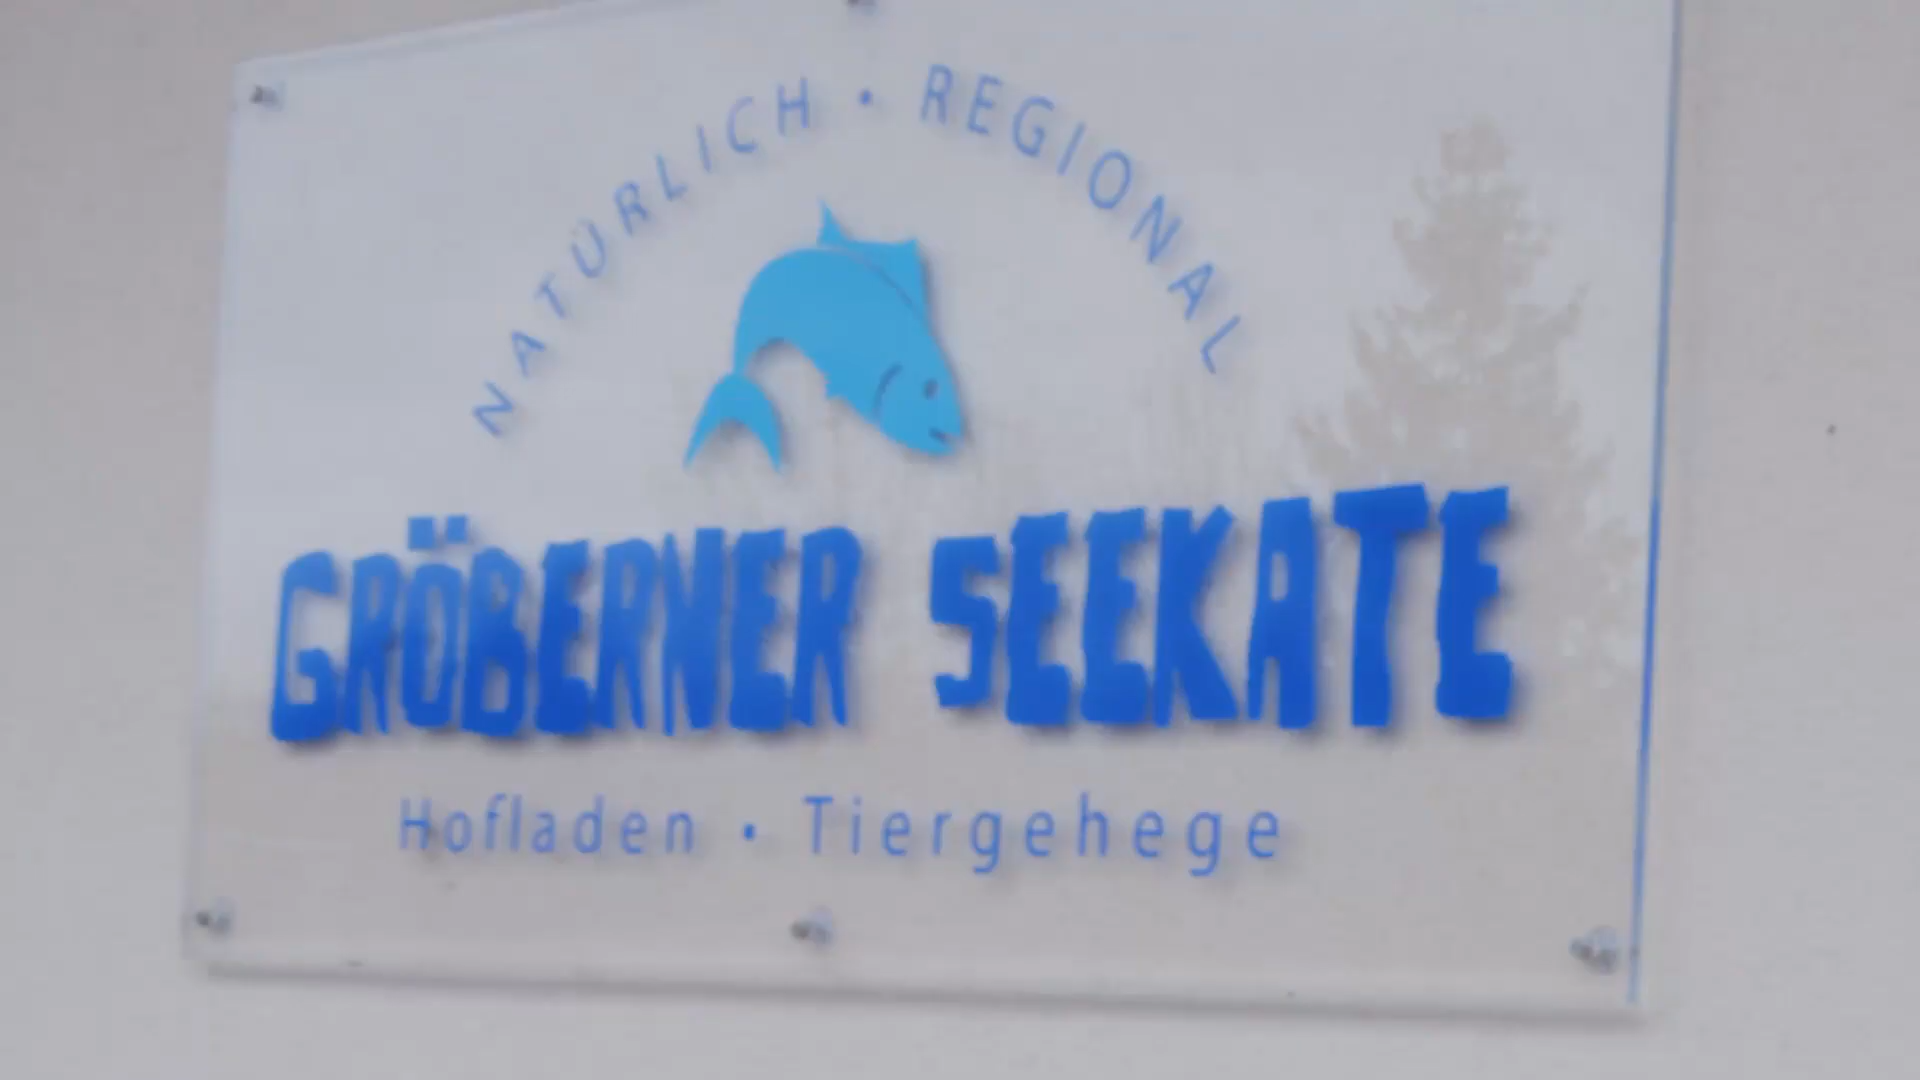 NATÜRLICH • REGIONAL
GRÖBERNER SEEKATE
Hofladen • Tiergehege